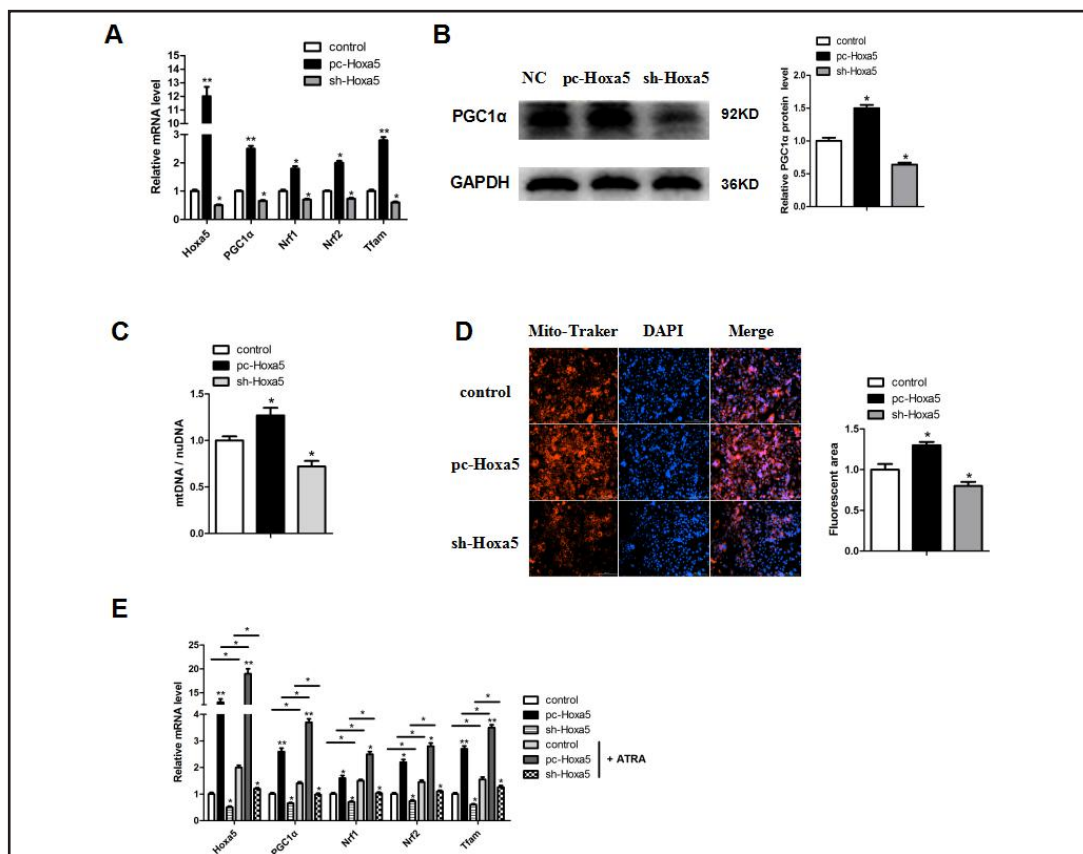 A
control
pc-Hoxa5
sh-Hoxa5
Relative mRNA level
15
14
13
12
11
3
2
1
0
** * ** * * * * * ** *
Hoxa5 PGC1α Nrf1 Nrf2 Tfam
B
NC pc-Hoxa5 sh-Hoxa5
PGC1α 92KD
GAPDH 36KD
control
pc-Hoxa5
sh-Hoxa5
Relative PGC1α protein level
2.0
1.5
1.0
0.5
0.0
* *
C
control
pc-Hoxa5
sh-Hoxa5
mtDNA / nuDNA
1.5
1.0
0.5
0.0
* *
D
Mito-Traker DAPI Merge
control
pc-Hoxa5
sh-Hoxa5
control
pc-Hoxa5
sh-Hoxa5
Fluorescent area
1.5
1.0
0.5
0.0
* *
E
Relative mRNA level
25
20
15
4
3
2
1
0
Hoxa5 PGC1α Nrf1 Nrf2 Tfam
control
pc-Hoxa5
sh-Hoxa5
control
pc-Hoxa5
sh-Hoxa5
+ ATRA